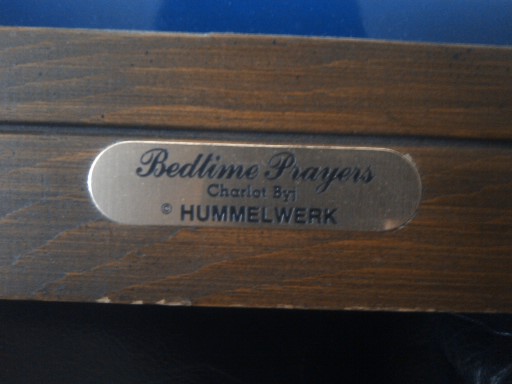 Bedtime Prayers
Charlot Byj
© HUMMELWERK